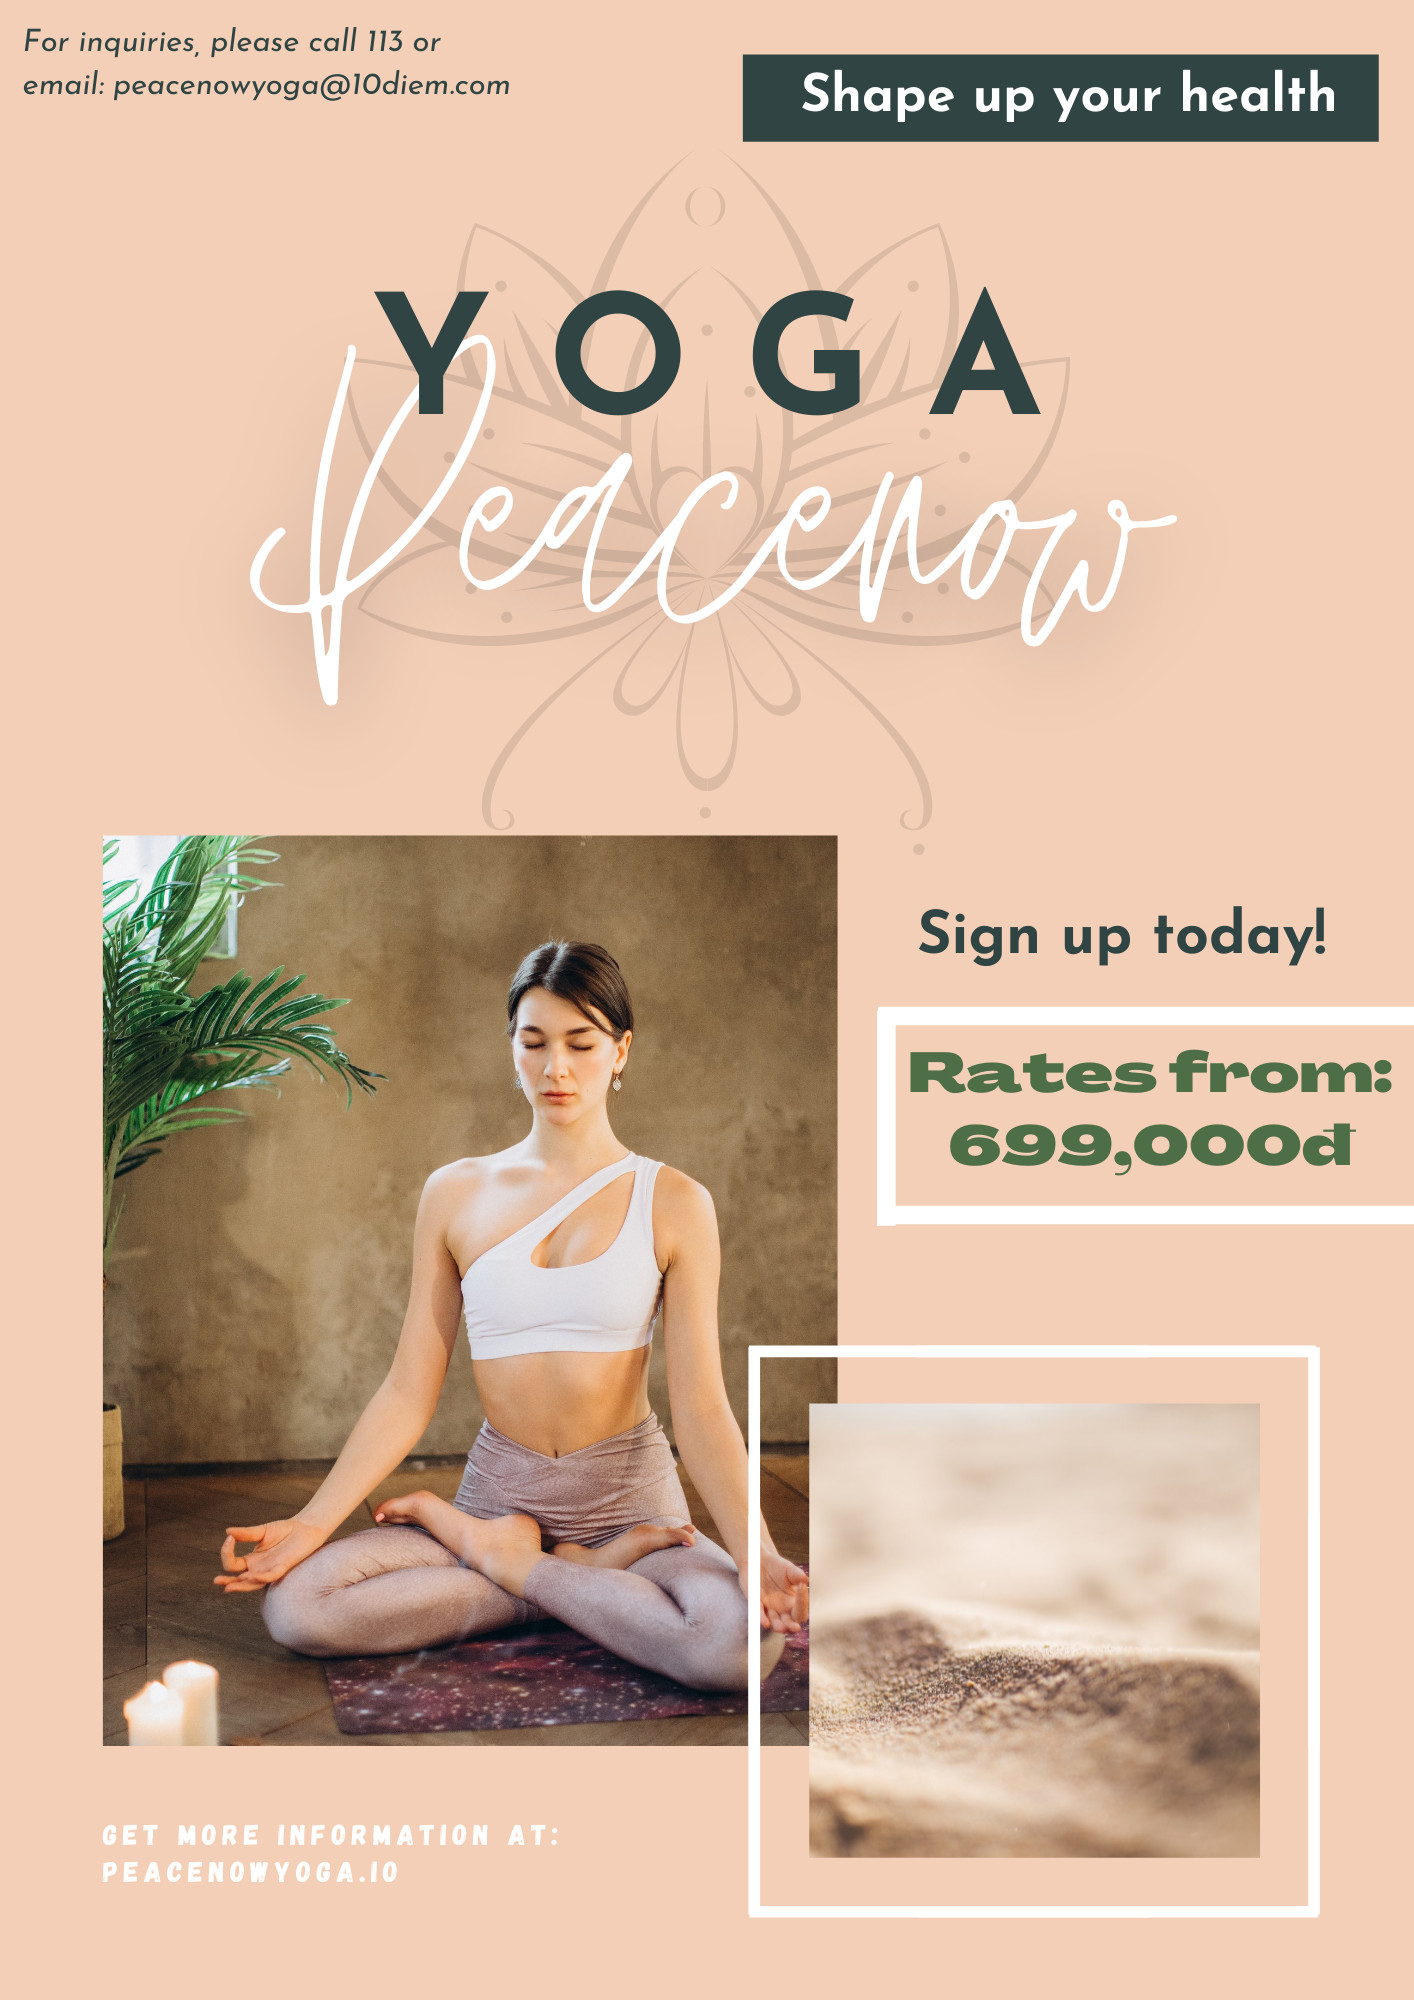 For inquiries, please call 113 or
email: peacenowyoga@10diem.com
Shape up your health
YOGA
Peacenow
Sign up today!
Rates from:
699,000đ
GET MORE INFORMATION AT:
PEACENOWYOGA.IO